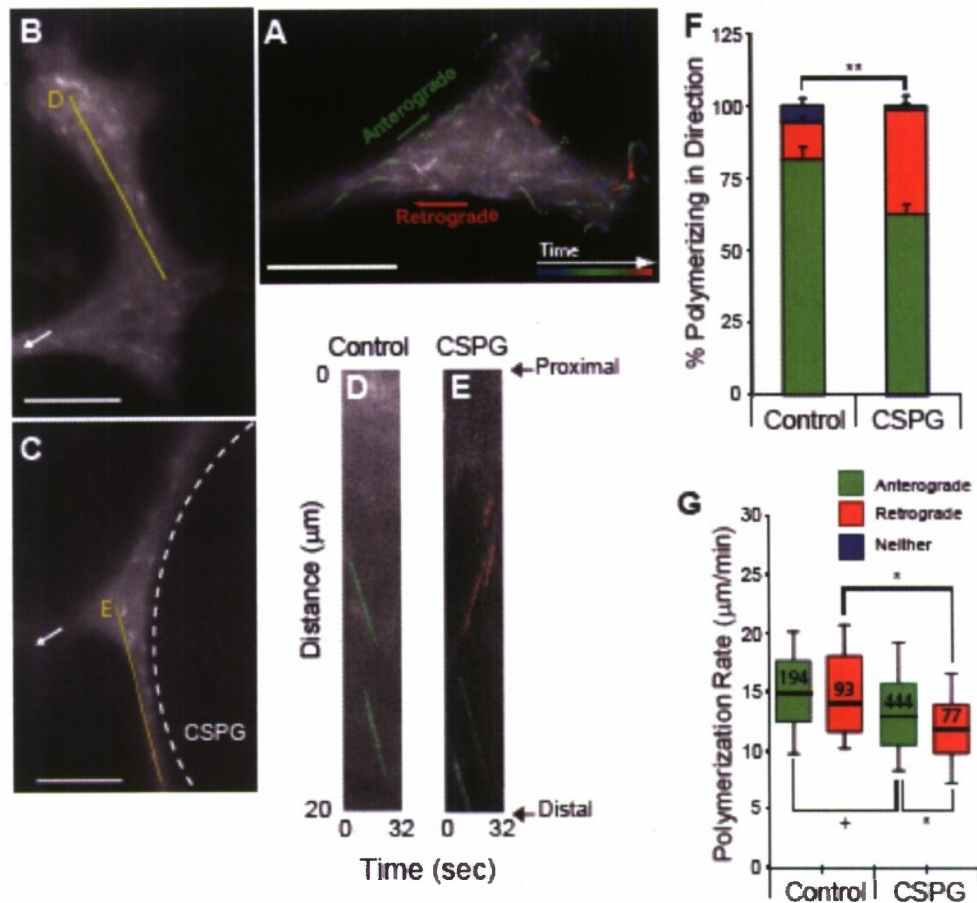 B
D
A
Anterograde
Retrograde
Time
C
E
CSPG
Control
CSPG
D
E
Proximal
0
Distance (μm)
20
Distal
0
32
0
32
Time (sec)
F
% Polymerizing in Direction
125
100
75
50
25
0
**
Control
CSPG
G
Anterograde
Retrograde
Neither
Polymerization Rate (μm/min)
30
25
20
15
10
5
0
*
194
93
444
77
+
*
Control
CSPG